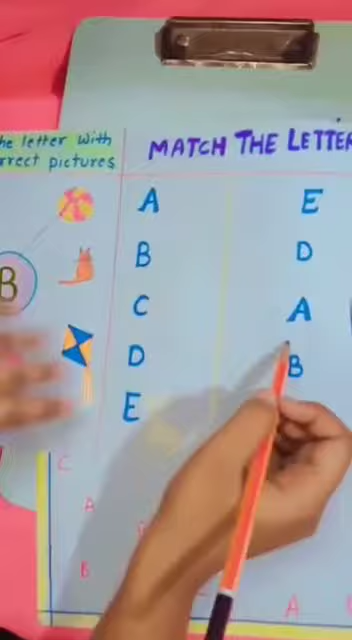 he letter with
rrect pictures
MATCH THE LETTER
A E
B D
C A
D B
E
B
C
A
B
A